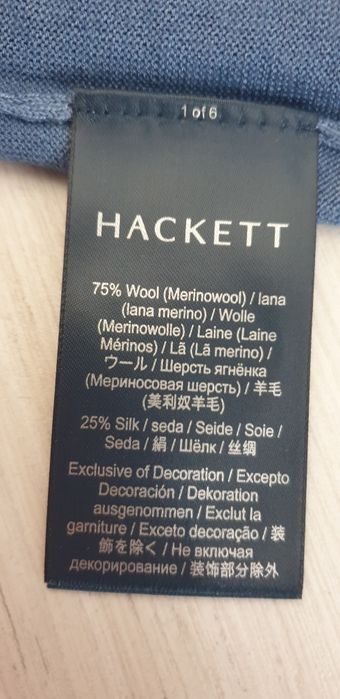 1 of 6
HACKETT
75% Wool (Merinowool) / lana
(lana merino) / Wolle
(Merinowolle) / Laine (Laine
Mérinos) / Lã (Lã merino) /
ウール / Шерсть ягнёнка
(Мериносовая шерсть) / 羊毛
(美利奴羊毛)
25% Silk / seda / Seide / Soie /
Seda / 絹 / Шёлк / 丝绸
Exclusive of Decoration / Excepto
Decoración / Dekoration
ausgenommen / Exclut la
garniture / Exceto decoração / 装
飾を除く / Не включая
декорирование / 装饰部分除外